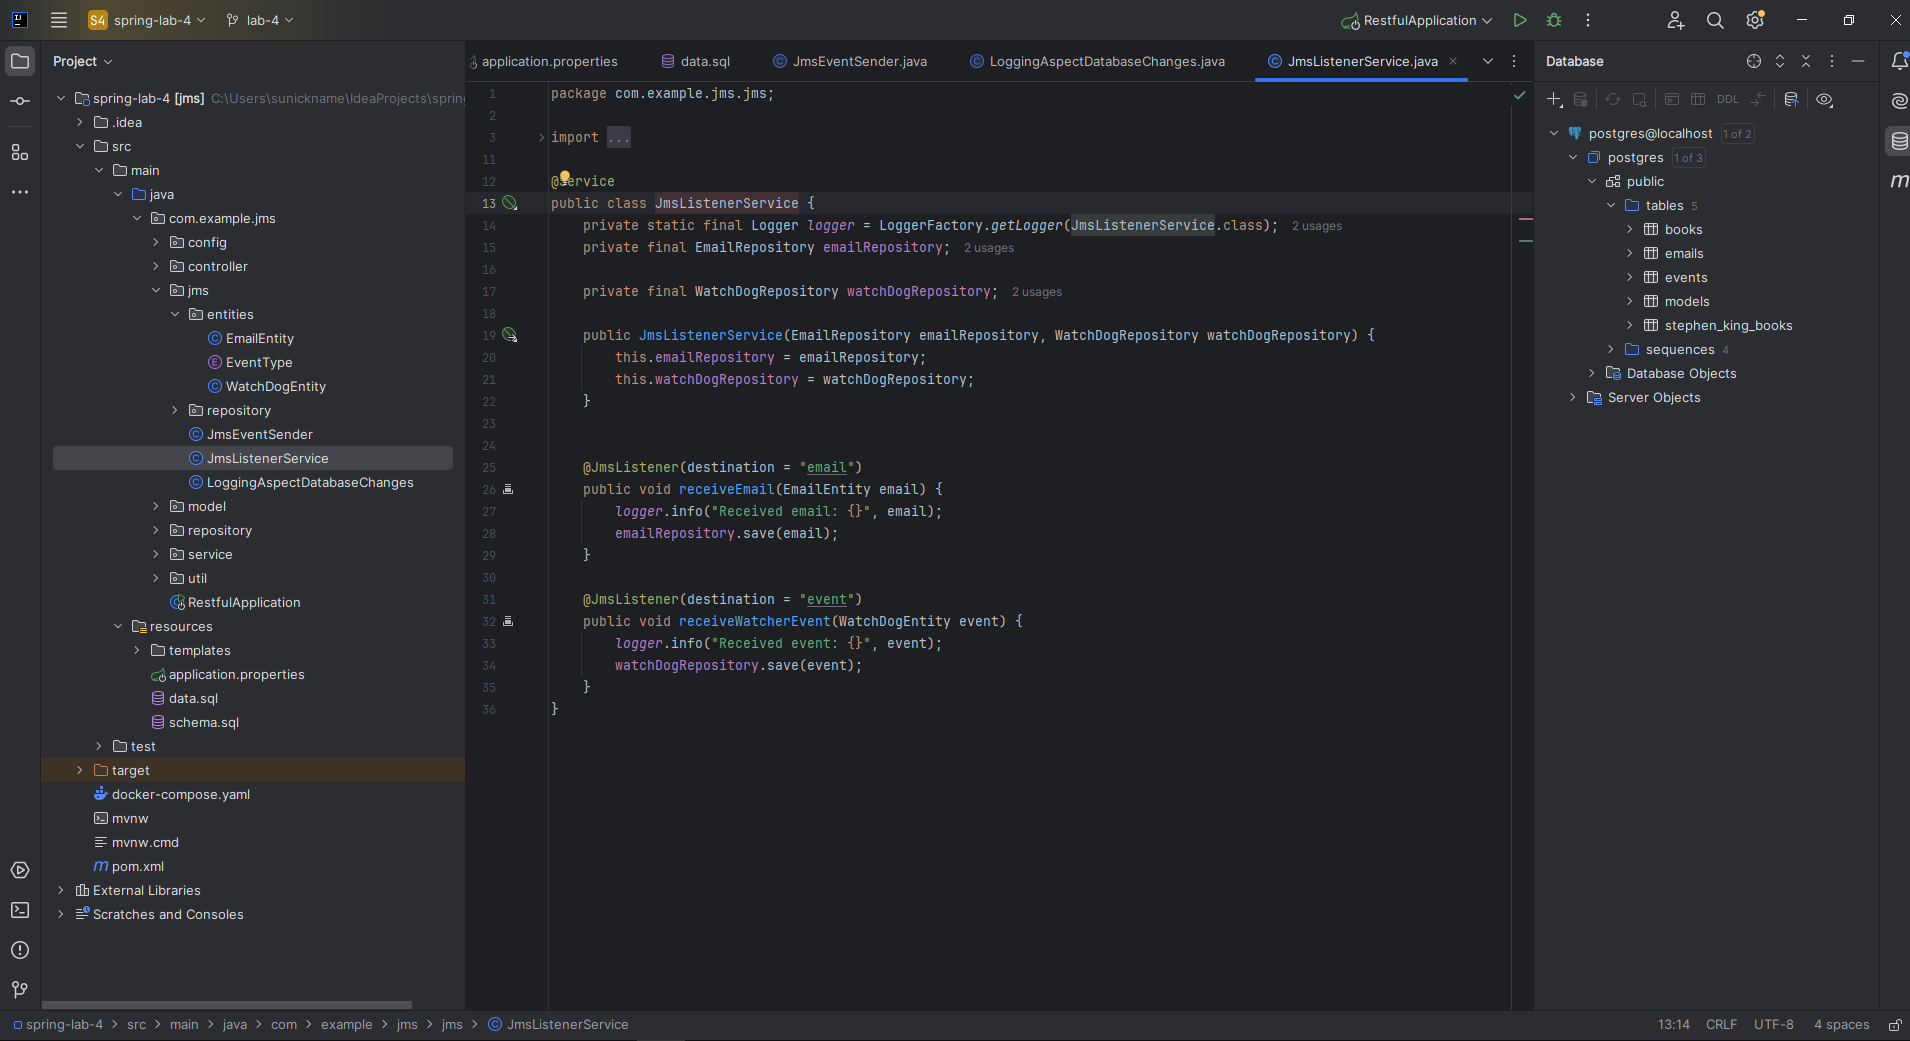 S4 spring-lab-4 lab-4 RestfulApplication
Project
spring-lab-4 [jms] C:\Users\sunickname\IdeaProjects\spring
.idea
src
main
java
com.example.jms
config
controller
jms
entities
EmailEntity
EventType
WatchDogEntity
repository
JmsEventSender
JmsListenerService
LoggingAspectDatabaseChanges
model
repository
service
util
RestfulApplication
resources
templates
application.properties
data.sql
schema.sql
test
target
docker-compose.yaml
mvnw
mvnw.cmd
pom.xml
External Libraries
Scratches and Consoles
application.properties data.sql JmsEventSender.java LoggingAspectDatabaseChanges.java JmsListenerService.java
1 package com.example.jms.jms;
2
3 import ...
11
12 @Service
13 public class JmsListenerService {
14 private static final Logger logger = LoggerFactory.getLogger(JmsListenerService.class); 2 usages
15 private final EmailRepository emailRepository; 2 usages
16
17 private final WatchDogRepository watchDogRepository; 2 usages
18
19 public JmsListenerService(EmailRepository emailRepository, WatchDogRepository watchDogRepository) {
20 this.emailRepository = emailRepository;
21 this.watchDogRepository = watchDogRepository;
22 }
23
24
25 @JmsListener(destination = "email")
26 public void receiveEmail(EmailEntity email) {
27 logger.info("Received email: {}", email);
28 emailRepository.save(email);
29 }
30
31 @JmsListener(destination = "event")
32 public void receiveWatcherEvent(WatchDogEntity event) {
33 logger.info("Received event: {}", event);
34 watchDogRepository.save(event);
35 }
36 }
Database
DDL
postgres@localhost 1 of 2
postgres 1 of 3
public
tables 5
books
emails
events
models
stephen_king_books
sequences 4
Database Objects
Server Objects
m
spring-lab-4 > src > main > java > com > example > jms > jms > JmsListenerService
13:14 CRLF UTF-8 4 spaces